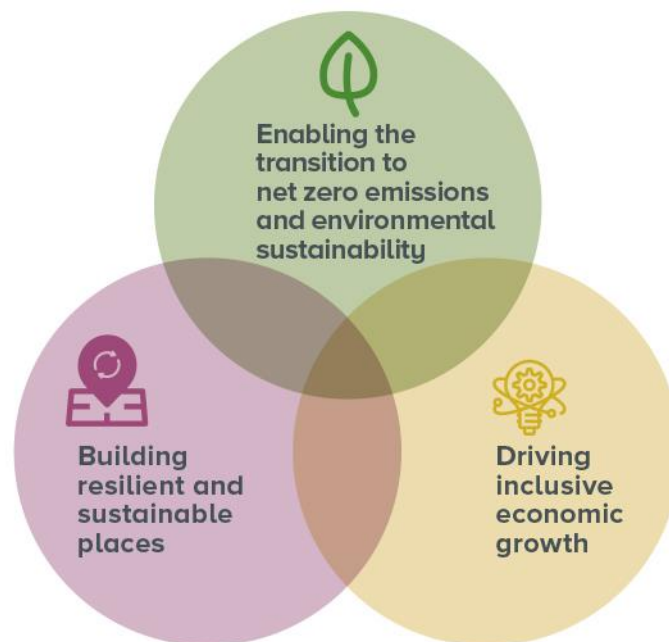 Enabling the
transition to
net zero emissions
and environmental
sustainability
Building
resilient and
sustainable
places
Driving
inclusive
economic
growth